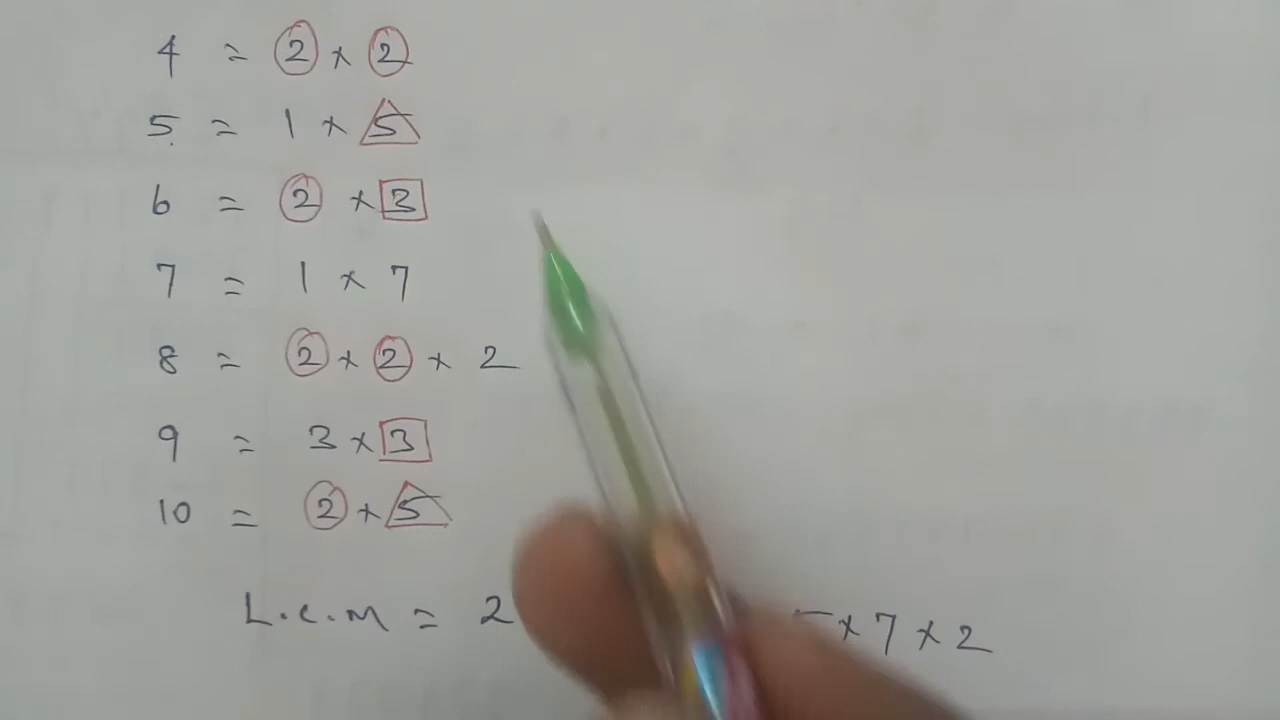 4 = 2 × 2
5 = 1 × 5
6 = 2 × 3
7 = 1 × 7
8 = 2 × 2 × 2
9 = 3 × 3
10 = 2 × 5
L.C.M = 2 × 7 × 2